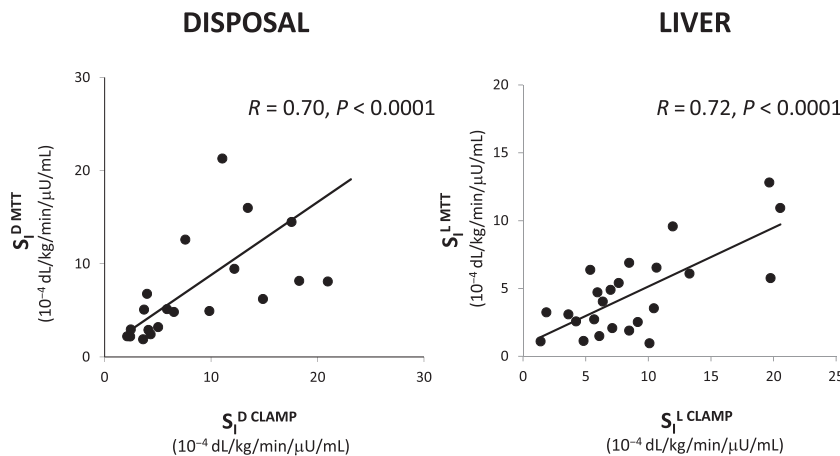 DISPOSAL
30
20
10
0
0
10
20
30
R = 0.70, P < 0.0001
S_I^D MTT
(10⁻⁴ dL/kg/min/µU/mL)
S_I^D CLAMP
(10⁻⁴ dL/kg/min/µU/mL)
LIVER
20
15
10
5
0
0
5
10
15
20
25
R = 0.72, P < 0.0001
S_I^L MTT
(10⁻⁴ dL/kg/min/µU/mL)
S_I^L CLAMP
(10⁻⁴ dL/kg/min/µU/mL)